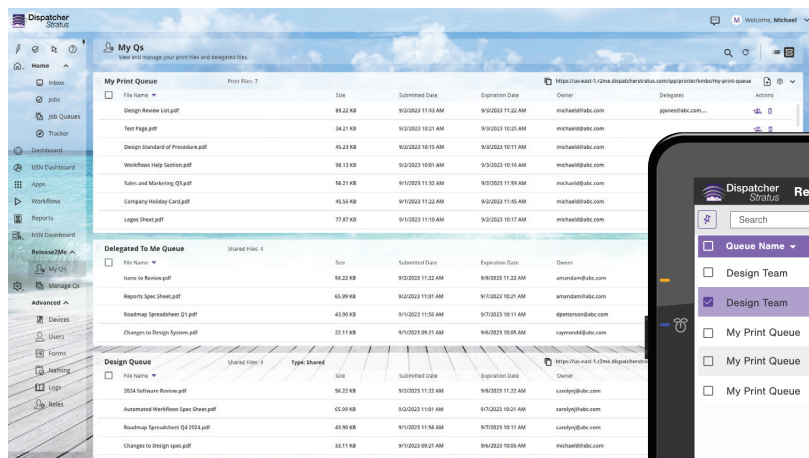 Dispatcher
Stratus
M Welcome, Michael
My Qs
View and manage your print files and delegated files.
Home
Inbox
Jobs
Job Queues
Tracker
Dashboard
bSN Dashboard
Apps
Workflows
Reports
bSN Dashboard
Release2Me
My Qs
Manage Qs
Advanced
Devices
Users
Forms
Naming
Logs
Roles
My Print Queue Print Files: 7 https://us-east-1.r2me.dispatcherstratus.com/ipp/printer/kmbs/my-print-queue
File Name Size Submitted Date Expiration Date Owner Delegates Actions
Design Review List.pdf 89.22 KB 9/2/2023 11:43 AM 9/3/2023 11.22 AM michaeld@abc.com pjones@abc.com,...
Test Page.pdf 34.21 KB 9/2/2023 10:21 AM 9/3/2023 10:25 AM michaeld@abc.com
Design Standard of Procedure.pdf 45.23 KB 9/2/2023 10:15 AM 9/3/2023 10:11 AM michaeld@abc.com
Workflows Help Section.pdf 98.13 KB 9/2/2023 10:01 AM 9/3/2023 10:16 AM michaeld@abc.com
Sales and Marketing Q3.pdf 56.21 KB 9/1/2023 11:32 AM 9/2/2023 11:59 AM michaeld@abc.com
Company Holiday Card.pdf 45.55 KB 9/1/2023 11:22 AM 9/2/2023 11:45 AM michaeld@abc.com
Logos Sheet.pdf 77.87 KB 9/1/2023 11:10 AM 9/2/2023 10:17 AM michaeld@abc.com
Delegated To Me Queue Shared Files: 4
File Name Size Submitted Date Expiration Date Owner
Icons to Review.pdf 56.22 KB 9/2/2023 11:22 AM 9/8/2023 11.22 AM amandam@abc.com
Reports Spec Sheet.pdf 65.99 KB 9/2/2023 11:01 AM 9/7/2023 10:21 AM amandam@abc.com
Roadmap Spreadsheet Q1.pdf 43.90 KB 9/1/2023 11:56 AM 9/7/2023 10:11 AM dpetterson@abc.com
Changes to Design System.pdf 22.11 KB 9/1/2023 09:21 AM 9/6/2023 10:05 AM raymondd@abc.com
Design Queue Shared Files: 4 Type: Shared https://us-east-1.r2me.dispatcherstra
File Name Size Submitted Date Expiration Date Owner
2024 Software Review.pdf 56.22 KB 9/2/2023 11:22 AM 9/8/2023 11.22 AM carolynj@abc.com
Automated Workflows Spec Sheet.pdf 65.99 KB 9/2/2023 11:01 AM 9/7/2023 10:21 AM carolynj@abc.com
Roadmap Spreadsheet Q4 2024.pdf 43.90 KB 9/1/2023 11:56 AM 9/7/2023 10:11 AM carolynj@abc.com
Changes to Design spec.pdf 33.11 KB 9/1/2023 09:21 AM 9/6/2023 10:05 AM michaeld@abc.com
Dispatcher
Stratus
Re
Search
Queue Name
Design Team
Design Team
My Print Queue
My Print Queue
My Print Queue